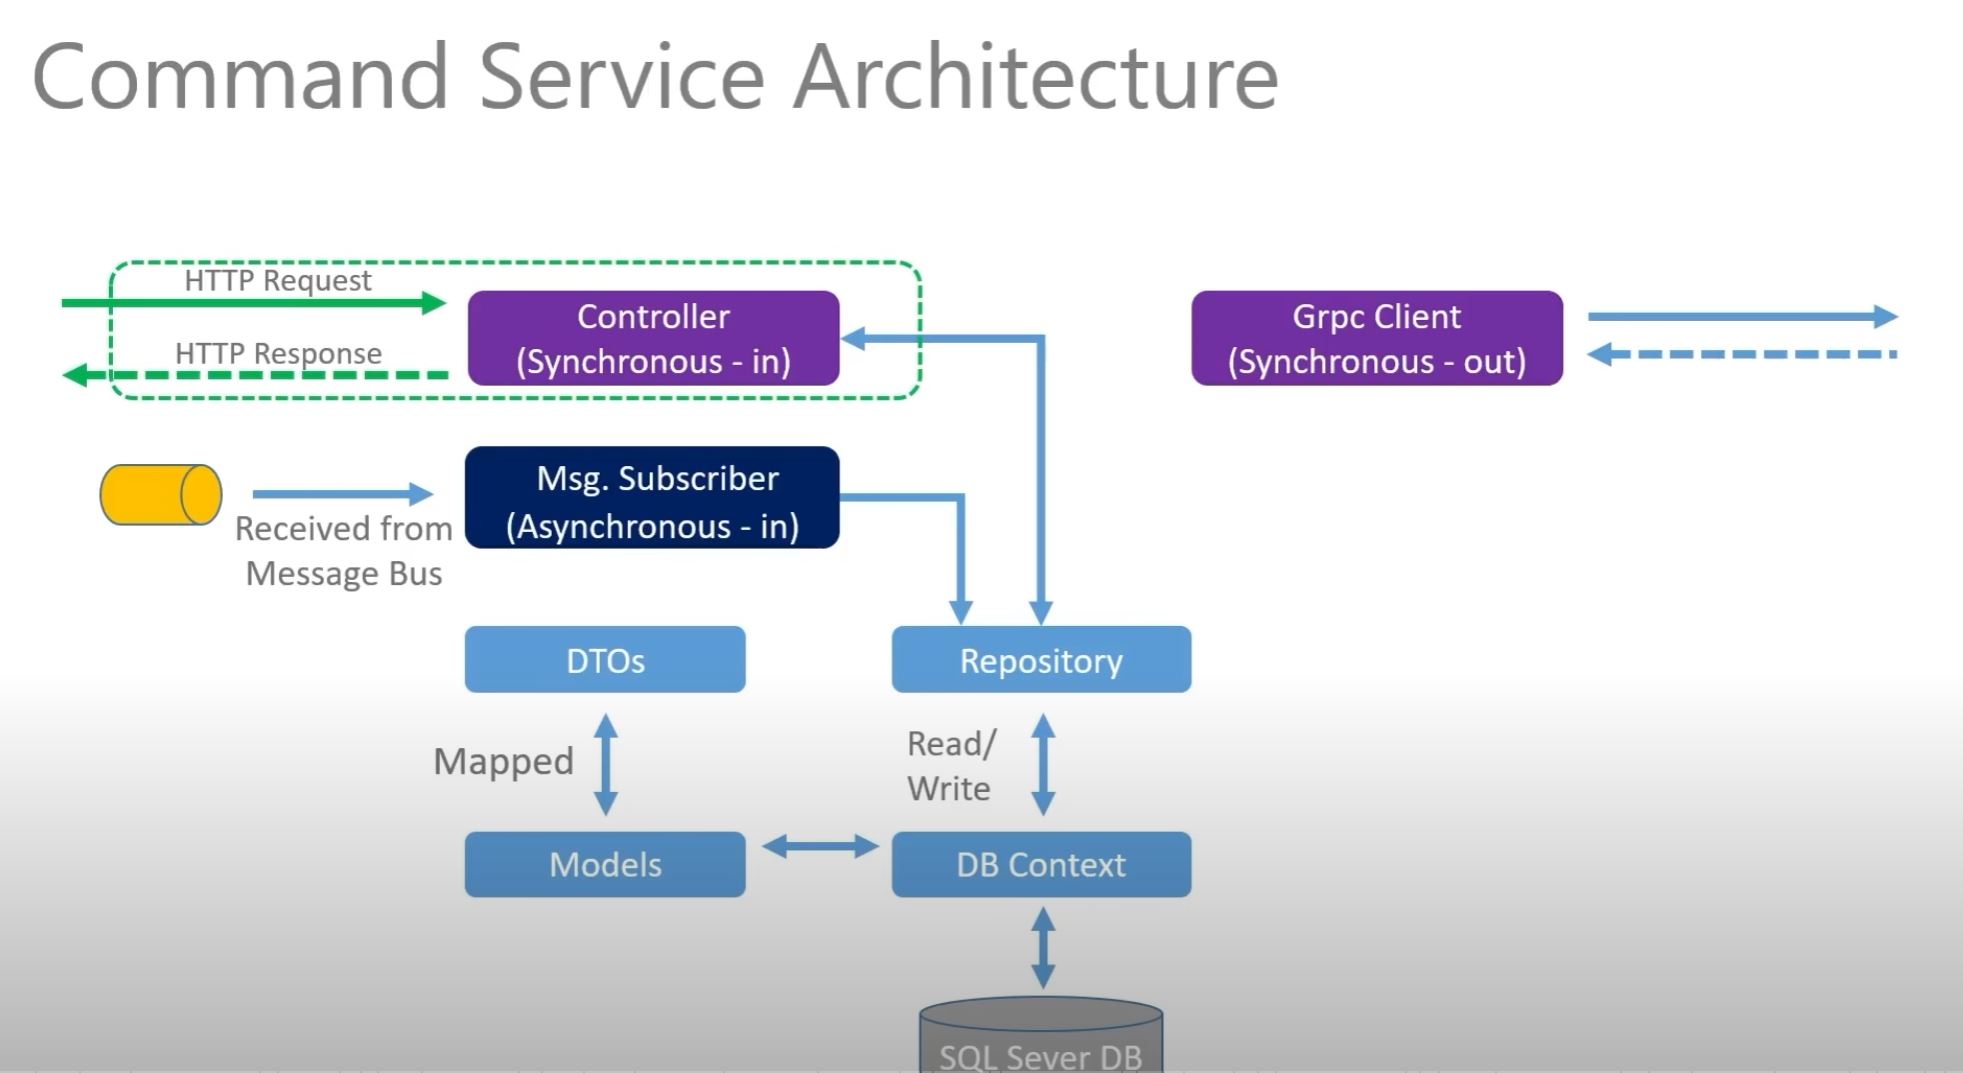 Command Service Architecture
HTTP Request
HTTP Response
Controller
(Synchronous - in)
Grpc Client
(Synchronous - out)
Msg. Subscriber
(Asynchronous - in)
Received from
Message Bus
DTOs
Repository
Mapped
Read/
Write
Models
DB Context
SQL Sever DB